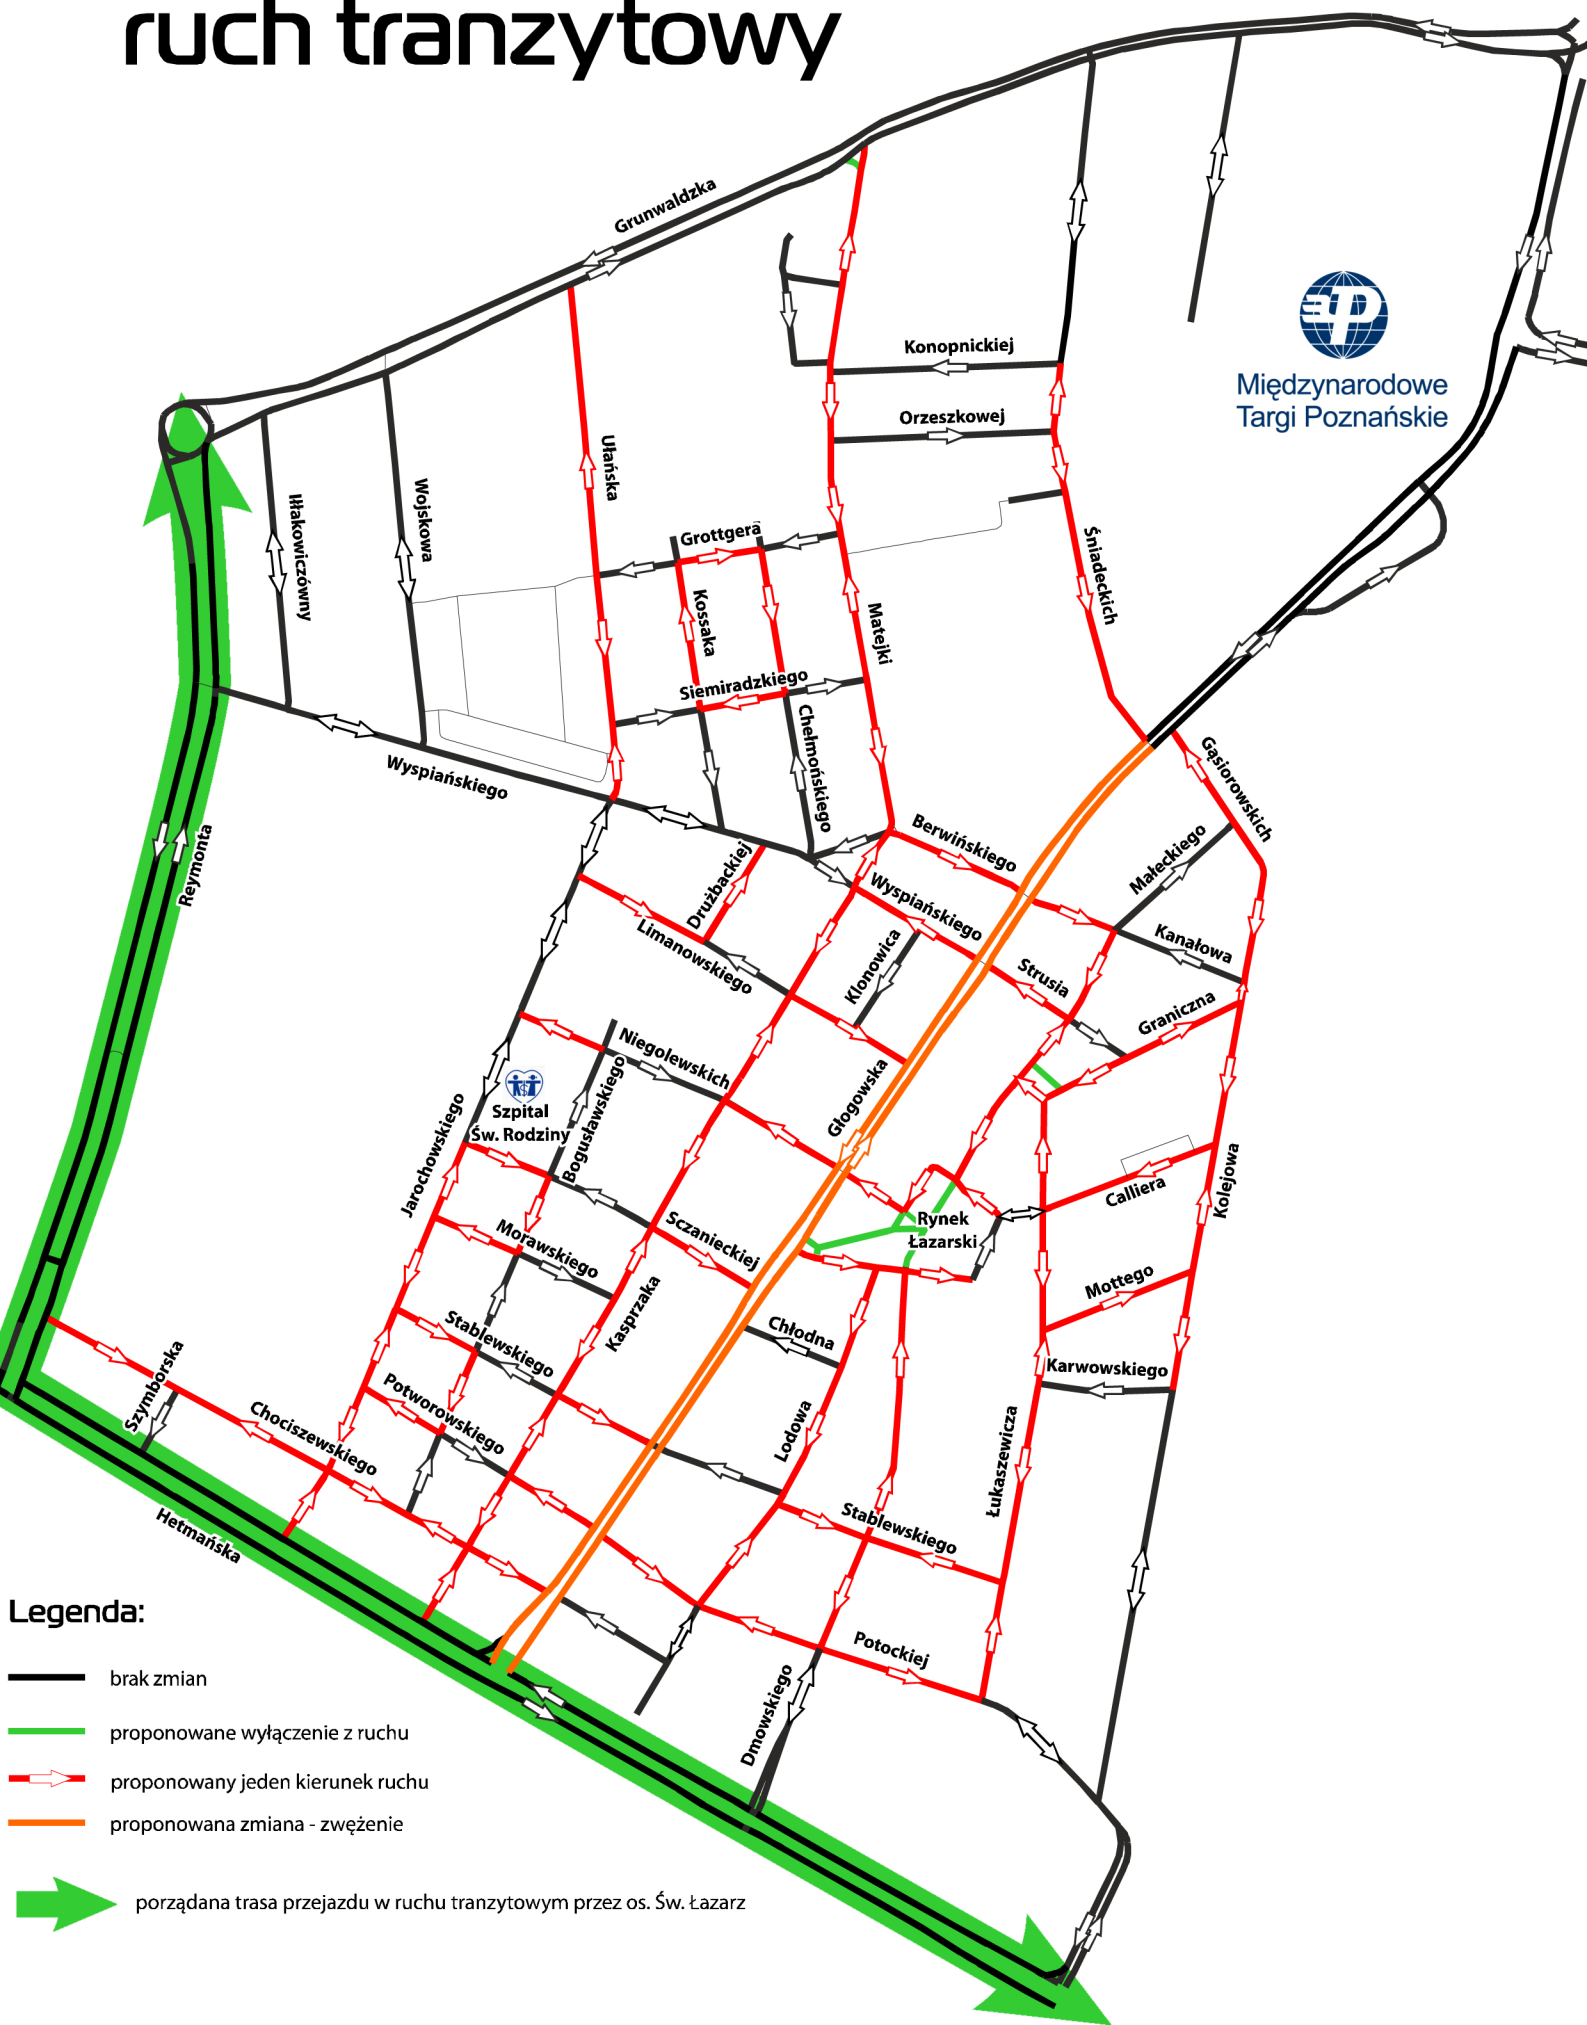 ruch tranzytowy
Grunwaldzka
Konopnickiej
Międzynarodowe
Targi Poznańskie
Orzeszkowej
Ułańska
Wojskowa
Iłłakowiczówny
Grottgera
Śniadeckich
Kossaka
Matejki
Siemiradzkiego
Chełmońskiego
Wyspiańskiego
Gąsiorowskich
Reymonta
Berwińskiego
Małeckiego
Drużbackiej
Wyspiańskiego
Limanowskiego
Klonowica
Kanałowa
Strusia
Graniczna
Niegolewskich
Głogowska
Szpital
Św. Rodziny
Bogusławskiego
Jarochowskiego
Kolejowa
Calliera
Rynek
Łazarski
Morawskiego
Sczanieckiej
Mottego
Kasprzaka
Stablewskiego
Chłodna
Karwowskiego
Szymborska
Potworowskiego
Chociszewskiego
Lodowa
Łukaszewicza
Stablewskiego
Hetmańska
Potockiej
Dmowskiego
Legenda:
brak zmian
proponowane wyłączenie z ruchu
proponowany jeden kierunek ruchu
proponowana zmiana - zwężenie
porządana trasa przejazdu w ruchu tranzytowym przez os. Św. Łazarz